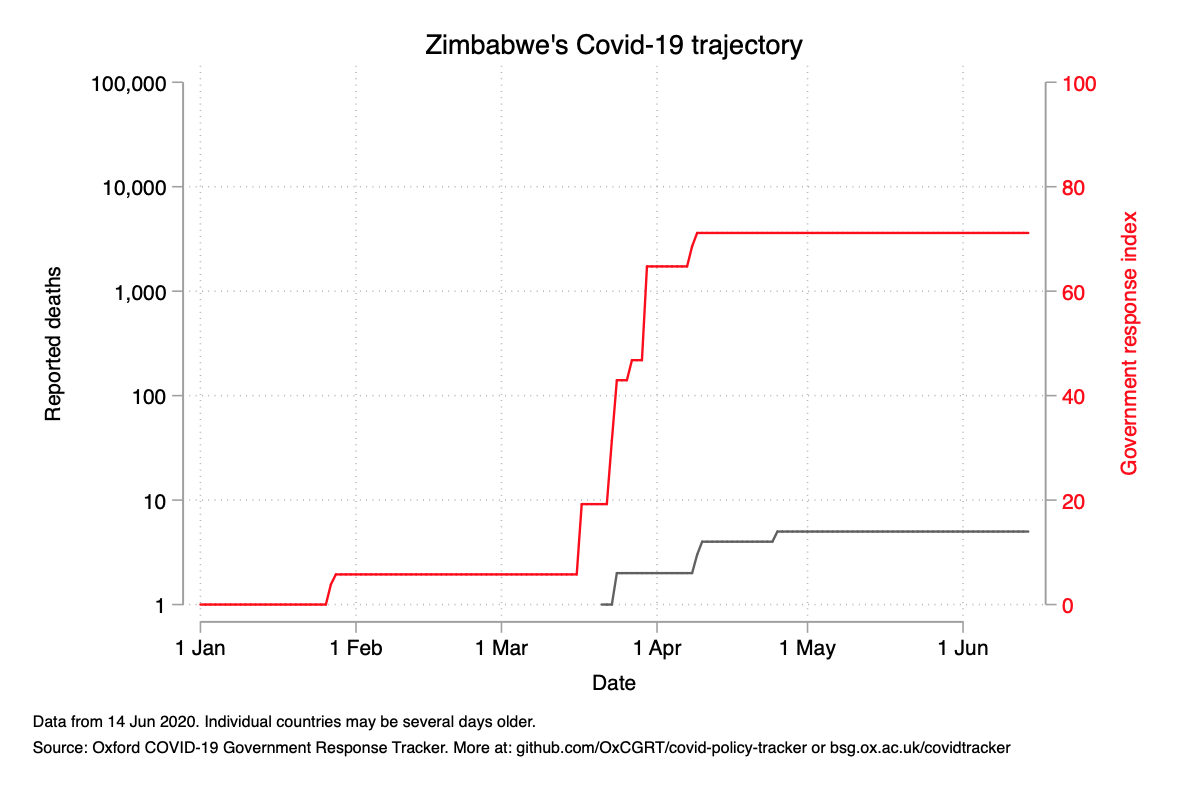 Zimbabwe's Covid-19 trajectory
100,000
10,000
1,000
100
10
1
Reported deaths
100
80
60
40
20
0
Government response index
1 Jan
1 Feb
1 Mar
1 Apr
1 May
1 Jun
Date
Data from 14 Jun 2020. Individual countries may be several days older.
Source: Oxford COVID-19 Government Response Tracker. More at: github.com/OxCGRT/covid-policy-tracker or bsg.ox.ac.uk/covidtracker